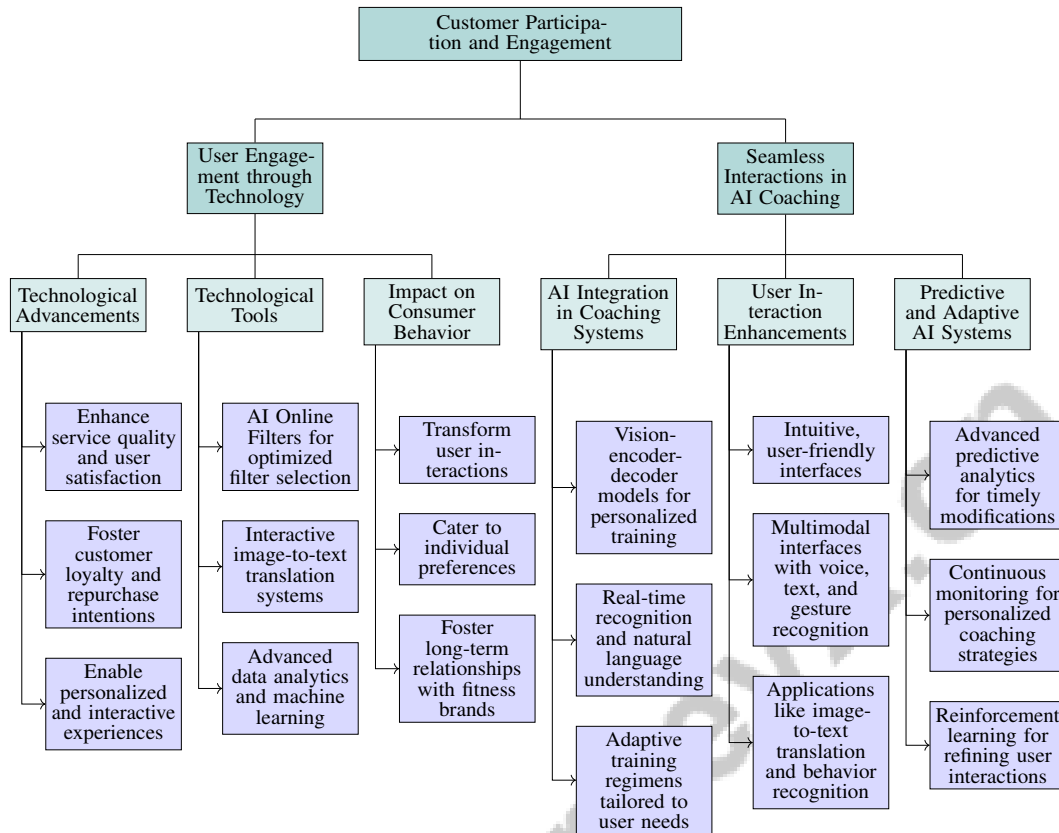 Customer Participa-
tion and Engagement
User Engage-
ment through
Technology
Seamless
Interactions in
AI Coaching
Technological
Advancements
Technological
Tools
Impact on
Consumer
Behavior
AI Integration
in Coaching
Systems
User In-
teraction
Enhancements
Predictive
and Adaptive
AI Systems
Enhance
service quality
and user
satisfaction
Foster
customer
loyalty and
repurchase
intentions
Enable
personalized
and interactive
experiences
AI Online
Filters for
optimized
filter selection
Interactive
image-to-text
translation
systems
Advanced
data analytics
and machine
learning
Transform
user in-
teractions
Cater to
individual
preferences
Foster
long-term
relationships
with fitness
brands
Vision-
encoder-
decoder
models for
personalized
training
Real-time
recognition
and natural
language
understanding
Adaptive
training
regimens
tailored to
user needs
Intuitive,
user-friendly
interfaces
Multimodal
interfaces
with voice,
text, and
gesture
recognition
Applications
like image-
to-text
translation
and behavior
recognition
Advanced
predictive
analytics
for timely
modifications
Continuous
monitoring for
personalized
coaching
strategies
Reinforcement
learning for
refining user
interactions